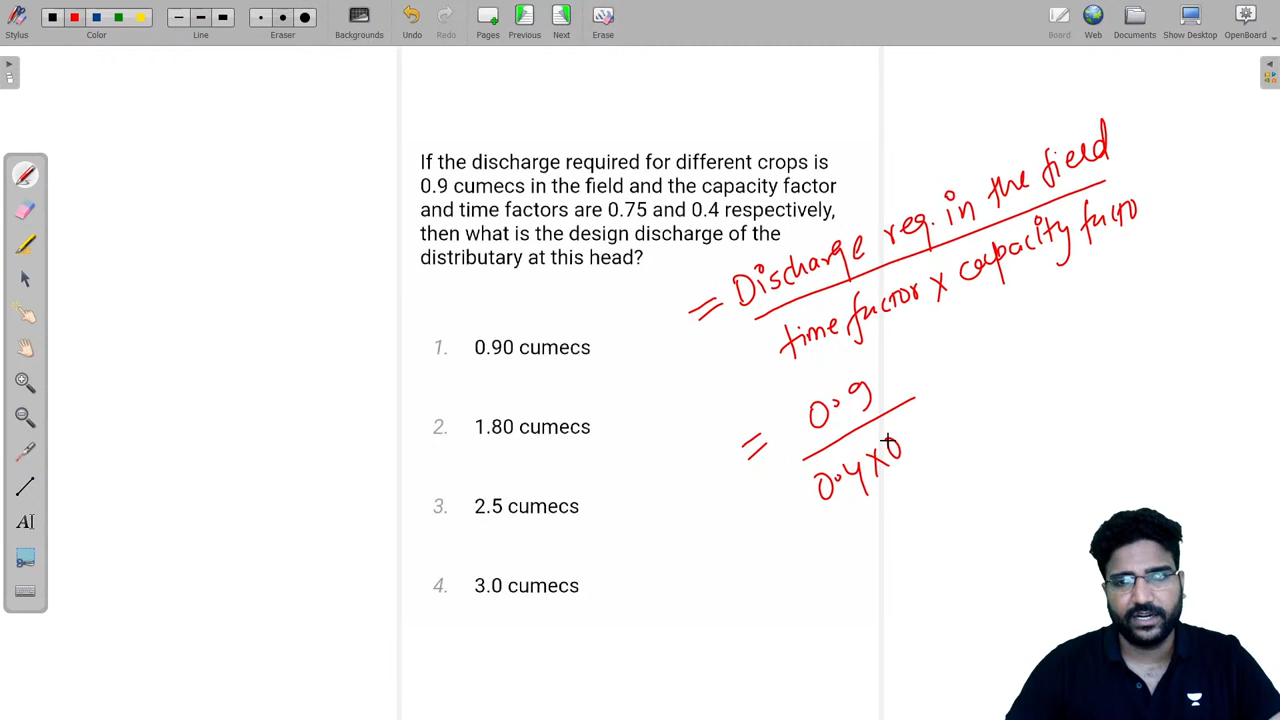 Stylus
Color
Line
Eraser
Backgrounds
Undo
Redo
Pages
Previous
Next
Erase
Board
Web
Documents
Show Desktop
OpenBoard
If the discharge required for different crops is
0.9 cumecs in the field and the capacity factor
and time factors are 0.75 and 0.4 respectively,
then what is the design discharge of the
distributary at this head?
1. 0.90 cumecs
2. 1.80 cumecs
3. 2.5 cumecs
4. 3.0 cumecs
= Discharge req. in the field
time factor x capacity facto
= 0.9
0.4x0